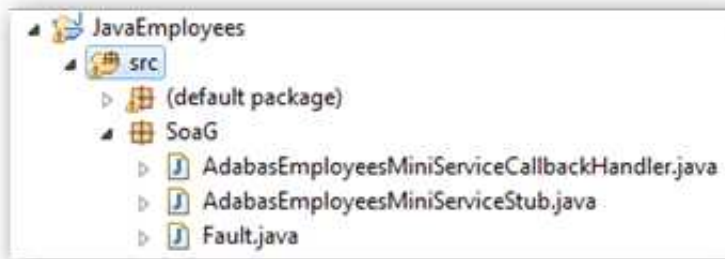 JavaEmployees
src
(default package)
SoaG
AdabasEmployeesMiniServiceCallbackHandler.java
AdabasEmployeesMiniServiceStub.java
Fault.java